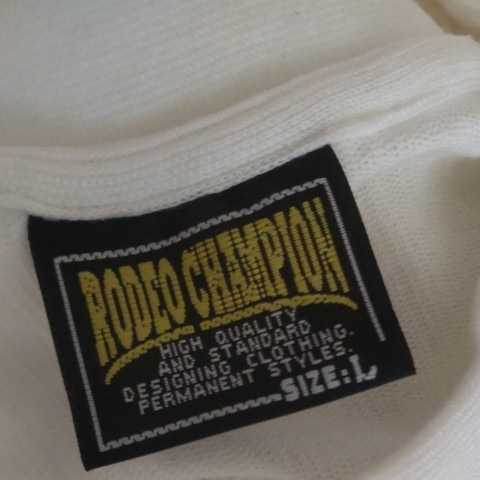 RODEO CHAMPION
HIGH QUALITY
AND STANDARD
DESIGNING CLOTHING.
PERMANENT STYLES.
SIZE:L